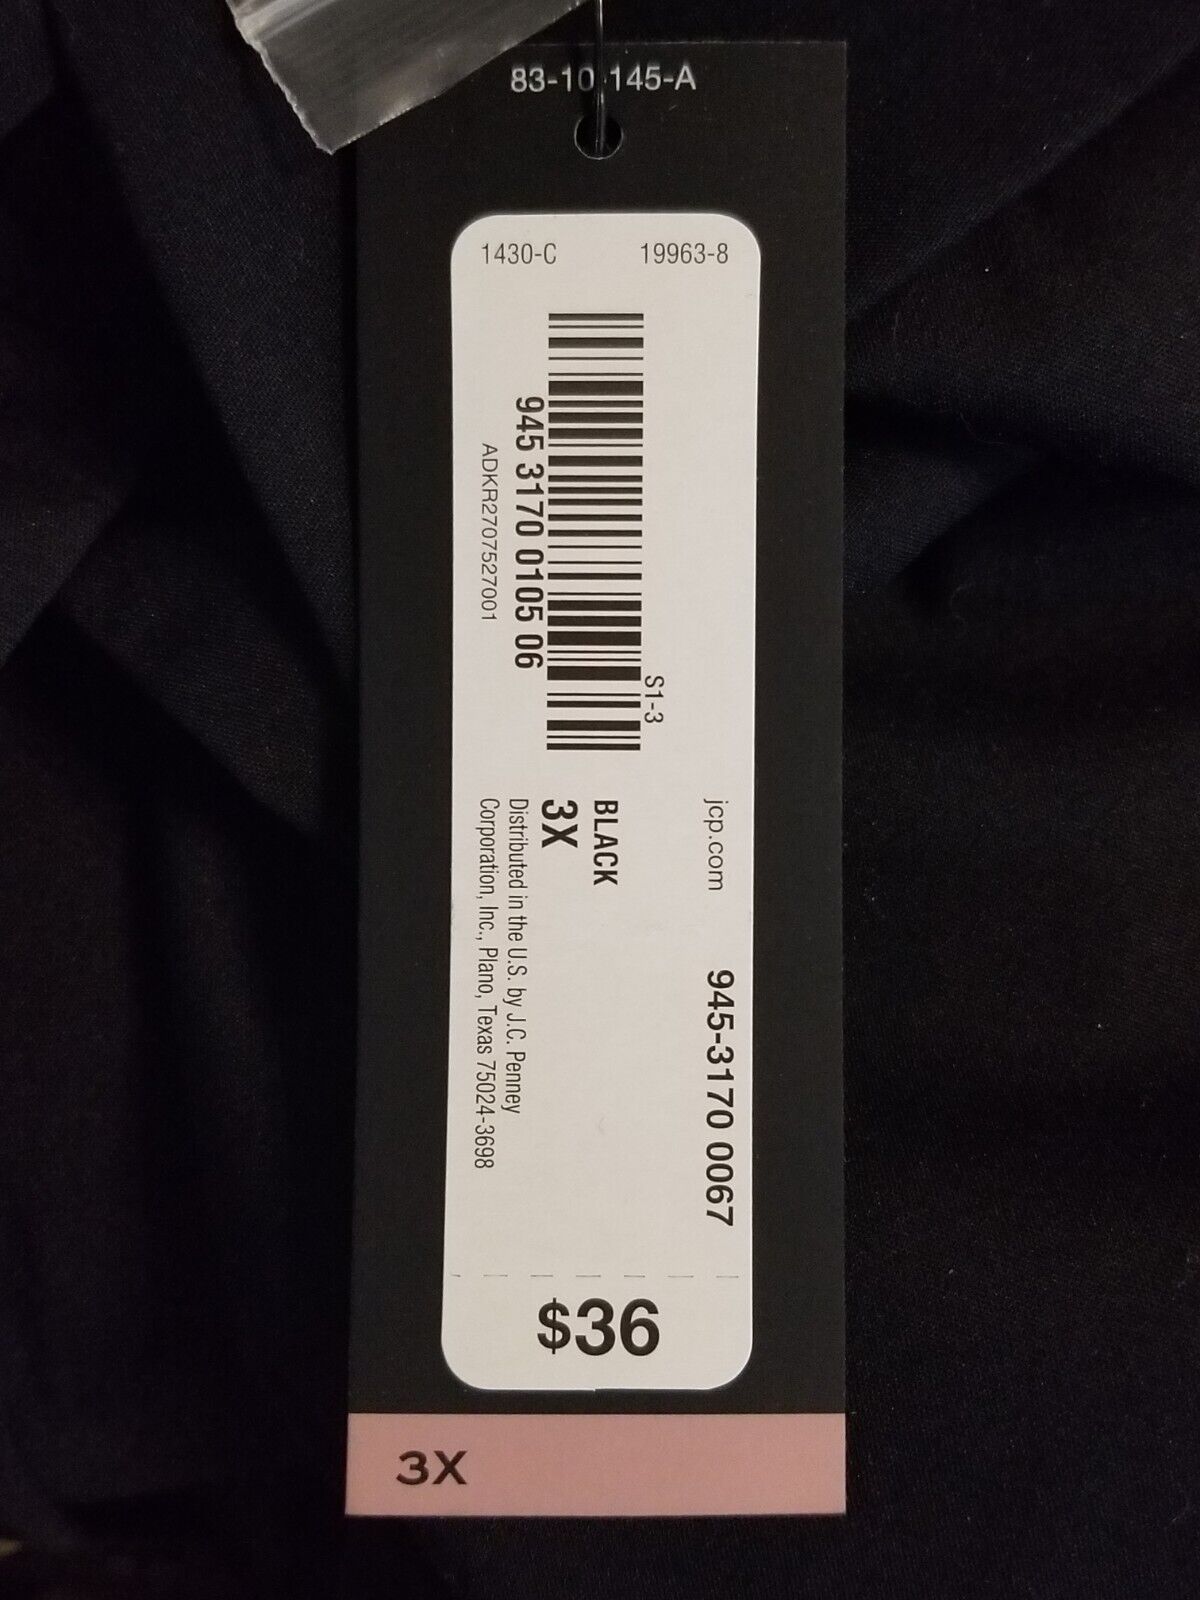 83-10-145-A
1430-C 19963-8
945 3170 0105 06
ADKR2707527001
S1-3
jcp.com 945-3170 0067
BLACK
3X
Distributed in the U.S. by J.C. Penney
Corporation, Inc., Plano, Texas 75024-3698
$36
3X